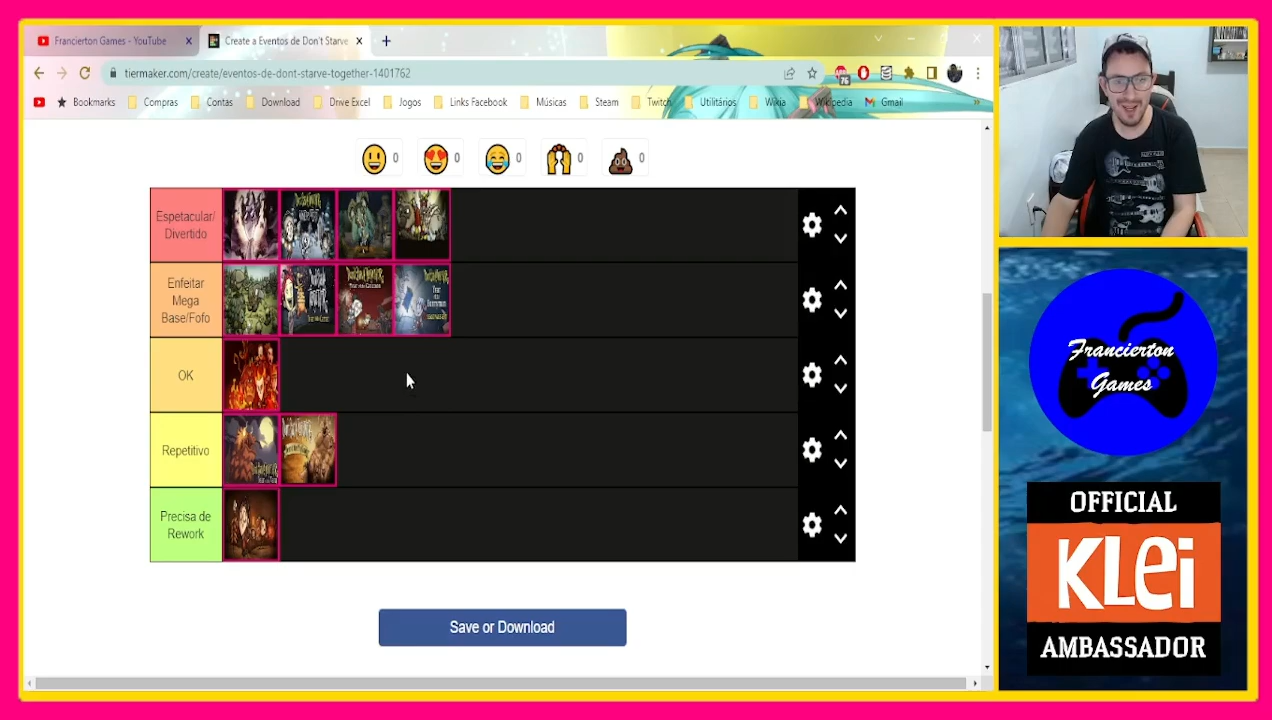 Francierton Games - YouTube
Create a Eventos de Don't Starve
tiermaker.com/create/eventos-de-dont-starve-together-1401762
76
Bookmarks Compras Contas Download Drive Excel Jogos Links Facebook Músicas Steam Twitch Utilitários Wikia Wikipedia Gmail
0 0 0 0 0
Espetacular/
Divertido
Enfeitar
Mega
Base/Fofo
OK
Repetitivo
Precisa de
Rework
Save or Download
Francierton
Games
OFFICIAL
KLei
AMBASSADOR